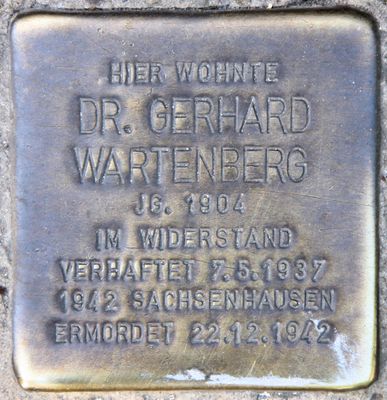 HIER WOHNTE
DR. GERHARD
WARTENBERG
JG. 1904
IM WIDERSTAND
VERHAFTET 7.5.1937
1942 SACHSENHAUSEN
ERMORDET 22.12.1942